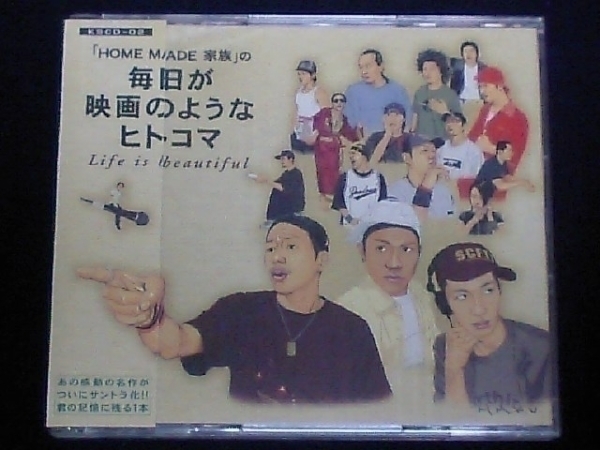 KSCD-02
「HOME MADE 家族」の
毎日が
映画のような
ヒトコマ
Life is beautiful
SCFT
あの感動の名作が
ついにサントラ化!!
君の記憶に残る1本